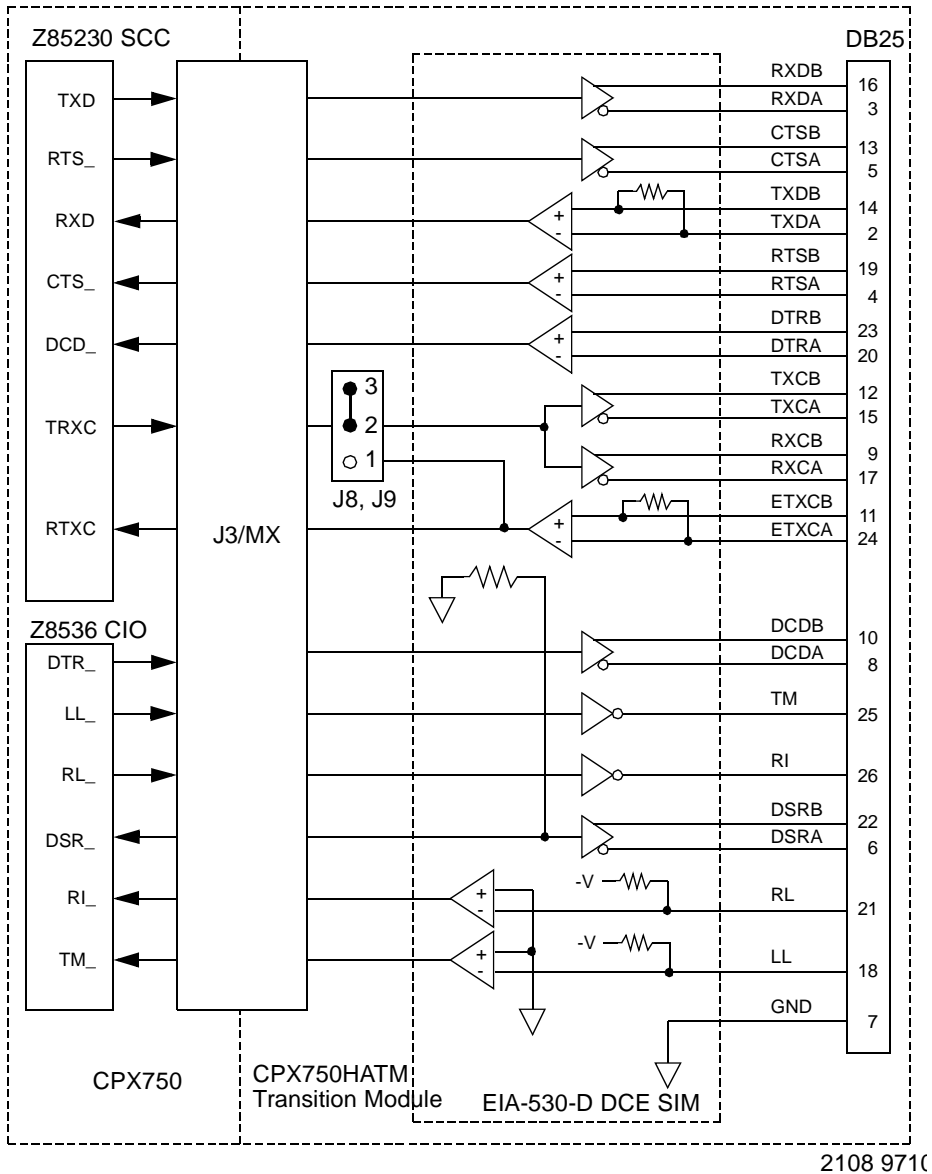 Z85230 SCC
DB25
TXD
RXDB
16
RXDA
3
RTS_
CTSB
13
CTSA
5
RXD
+
-
TXDB
14
TXDA
2
CTS_
+
-
RTSB
19
RTSA
4
DCD_
+
-
DTRB
23
DTRA
20
TRXC
3
2
1
J8, J9
TXCB
12
TXCA
15
RXCB
9
RXCA
17
RTXC
J3/MX
+
-
ETXCB
11
ETXCA
24
Z8536 CIO
DTR_
DCDB
10
DCDA
8
LL_
TM
25
RL_
RI
26
DSR_
DSRB
22
DSRA
6
RI_
+
-
-V
RL
21
TM_
+
-
-V
LL
18
GND
7
CPX750
CPX750HATM
Transition Module
EIA-530-D DCE SIM
2108 9710